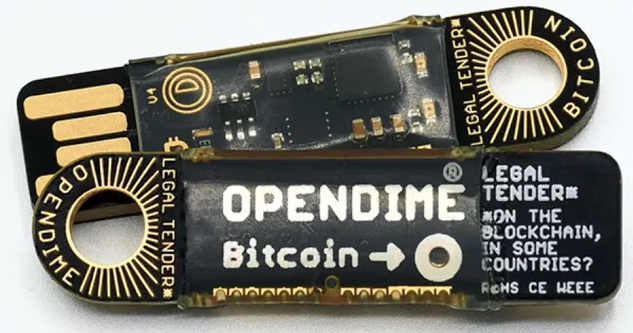 V4
LEGAL TENDER⁕
BITCOIN
OPENDIME
LEGAL TENDER⁕
OPENDIME®
Bitcoin →
LEGAL
TENDER⁕
⁕ON THE
BLOCKCHAIN,
IN SOME
COUNTRIES?
RoHS CE WEEE